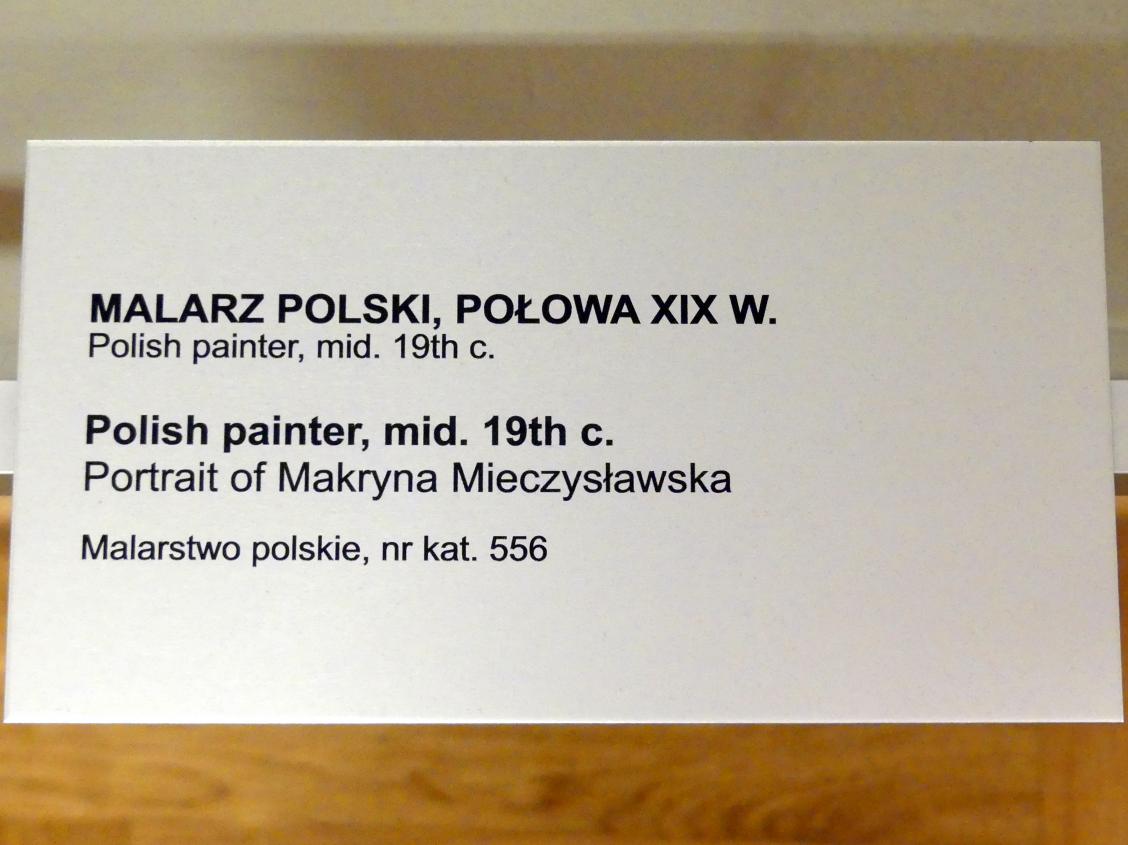 MALARZ POLSKI, POŁOWA XIX W.
Polish painter, mid. 19th c.
Polish painter, mid. 19th c.
Portrait of Makryna Mieczysławska
Malarstwo polskie, nr kat. 556